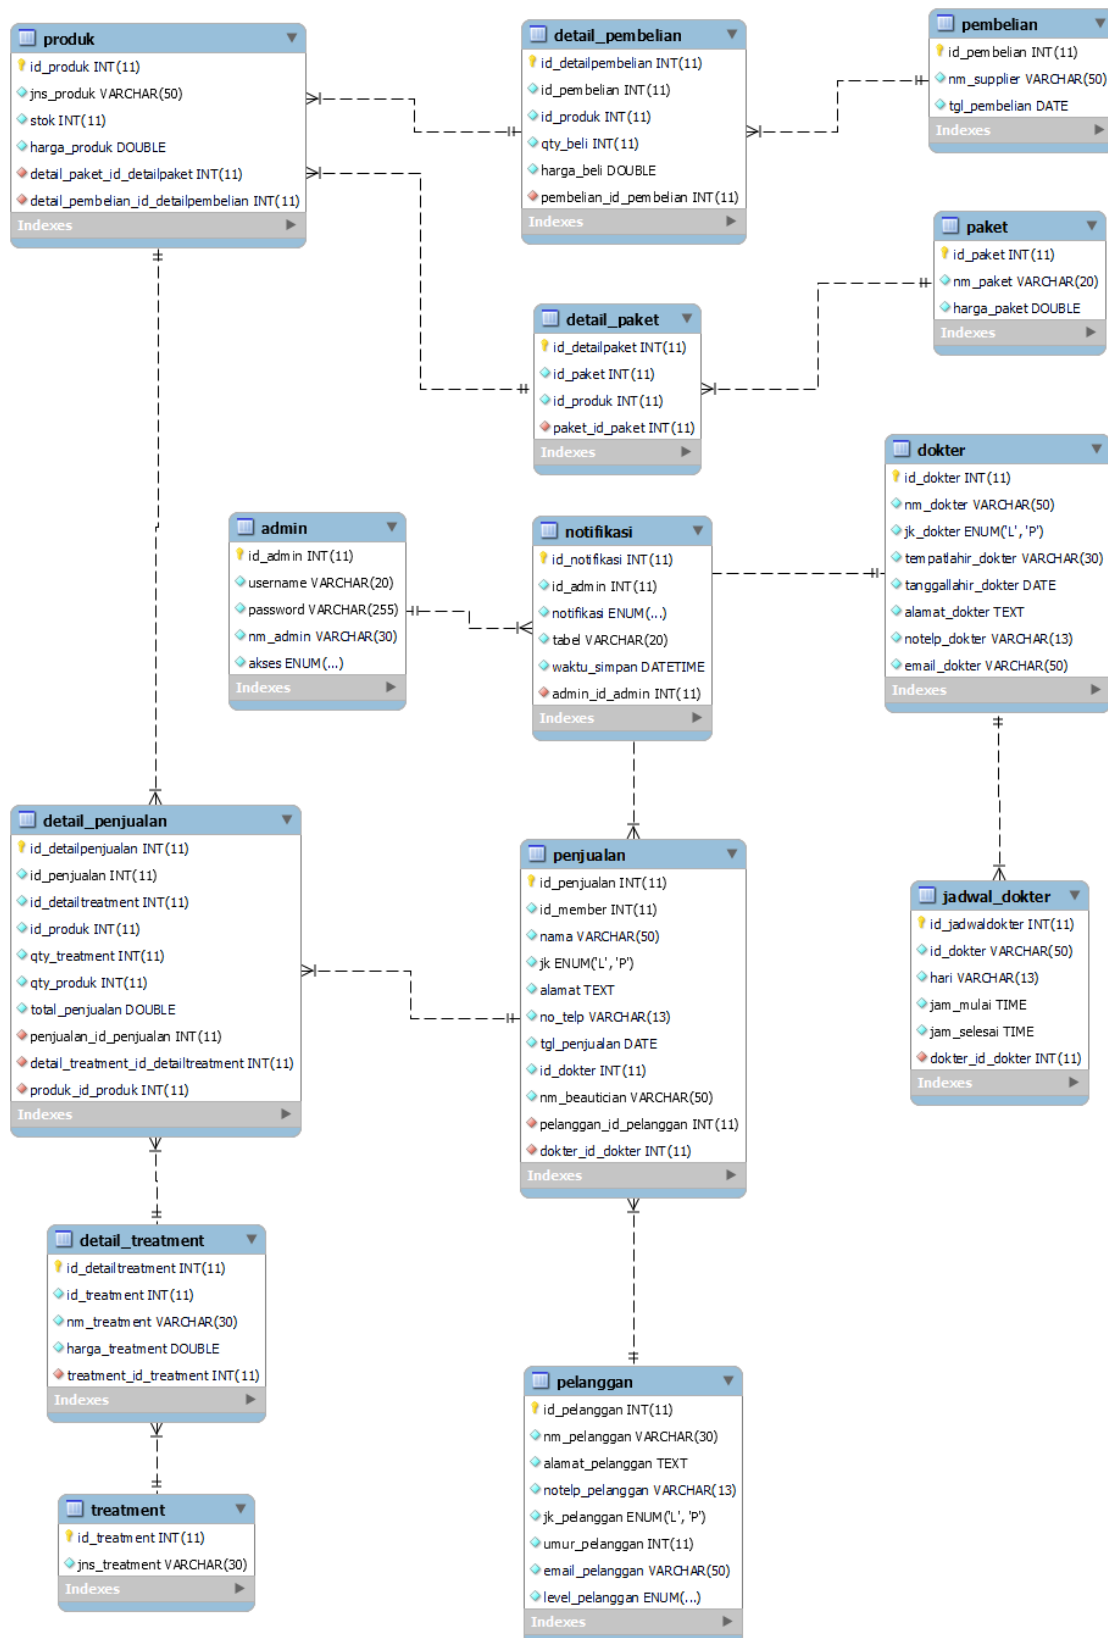 produk
id_produk INT(11)
jns_produk VARCHAR(50)
stok INT(11)
harga_produk DOUBLE
detail_paket_id_detailpaket INT(11)
detail_pembelian_id_detailpembelian INT(11)
Indexes
detail_pembelian
id_detailpembelian INT(11)
id_pembelian INT(11)
id_produk INT(11)
qty_beli INT(11)
harga_beli DOUBLE
pembelian_id_pembelian INT(11)
Indexes
pembelian
id_pembelian INT(11)
nm_supplier VARCHAR(50)
tgl_pembelian DATE
Indexes
paket
id_paket INT(11)
nm_paket VARCHAR(20)
harga_paket DOUBLE
Indexes
detail_paket
id_detailpaket INT(11)
id_paket INT(11)
id_produk INT(11)
paket_id_paket INT(11)
Indexes
dokter
id_dokter INT(11)
nm_dokter VARCHAR(50)
jk_dokter ENUM('L', 'P')
tempatlahir_dokter VARCHAR(30)
tanggallahir_dokter DATE
alamat_dokter TEXT
notelp_dokter VARCHAR(13)
email_dokter VARCHAR(50)
Indexes
admin
id_admin INT(11)
username VARCHAR(20)
password VARCHAR(255)
nm_admin VARCHAR(30)
akses ENUM(...)
Indexes
notifikasi
id_notifikasi INT(11)
id_admin INT(11)
notifikasi ENUM(...)
tabel VARCHAR(20)
waktu_simpan DATETIME
admin_id_admin INT(11)
Indexes
detail_penjualan
id_detailpenjualan INT(11)
id_penjualan INT(11)
id_detailtreatment INT(11)
id_produk INT(11)
qty_treatment INT(11)
qty_produk INT(11)
total_penjualan DOUBLE
penjualan_id_penjualan INT(11)
detail_treatment_id_detailtreatment INT(11)
produk_id_produk INT(11)
Indexes
penjualan
id_penjualan INT(11)
id_member INT(11)
nama VARCHAR(50)
jk ENUM('L', 'P')
alamat TEXT
no_telp VARCHAR(13)
tgl_penjualan DATE
id_dokter INT(11)
nm_beautician VARCHAR(50)
pelanggan_id_pelanggan INT(11)
dokter_id_dokter INT(11)
Indexes
jadwal_dokter
id_jadwaldokter INT(11)
id_dokter VARCHAR(50)
hari VARCHAR(13)
jam_mulai TIME
jam_selesai TIME
dokter_id_dokter INT(11)
Indexes
detail_treatment
id_detailtreatment INT(11)
id_treatment INT(11)
nm_treatment VARCHAR(30)
harga_treatment DOUBLE
treatment_id_treatment INT(11)
Indexes
treatment
id_treatment INT(11)
jns_treatment VARCHAR(30)
Indexes
pelanggan
id_pelanggan INT(11)
nm_pelanggan VARCHAR(30)
alamat_pelanggan TEXT
notelp_pelanggan VARCHAR(13)
jk_pelanggan ENUM('L', 'P')
umur_pelanggan INT(11)
email_pelanggan VARCHAR(50)
level_pelanggan ENUM(...)
Indexes